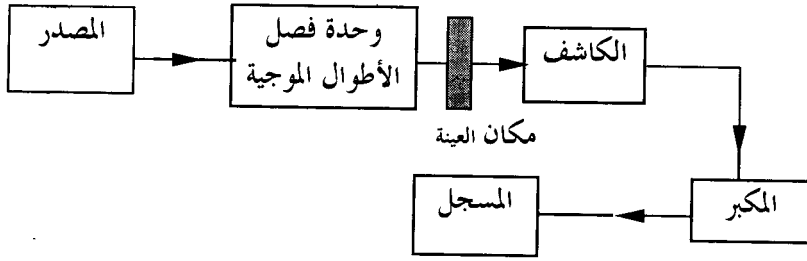 المصدر
وحدة فصل
الأطوال الموجية
مكان العينة
الكاشف
المكبر
المسجل